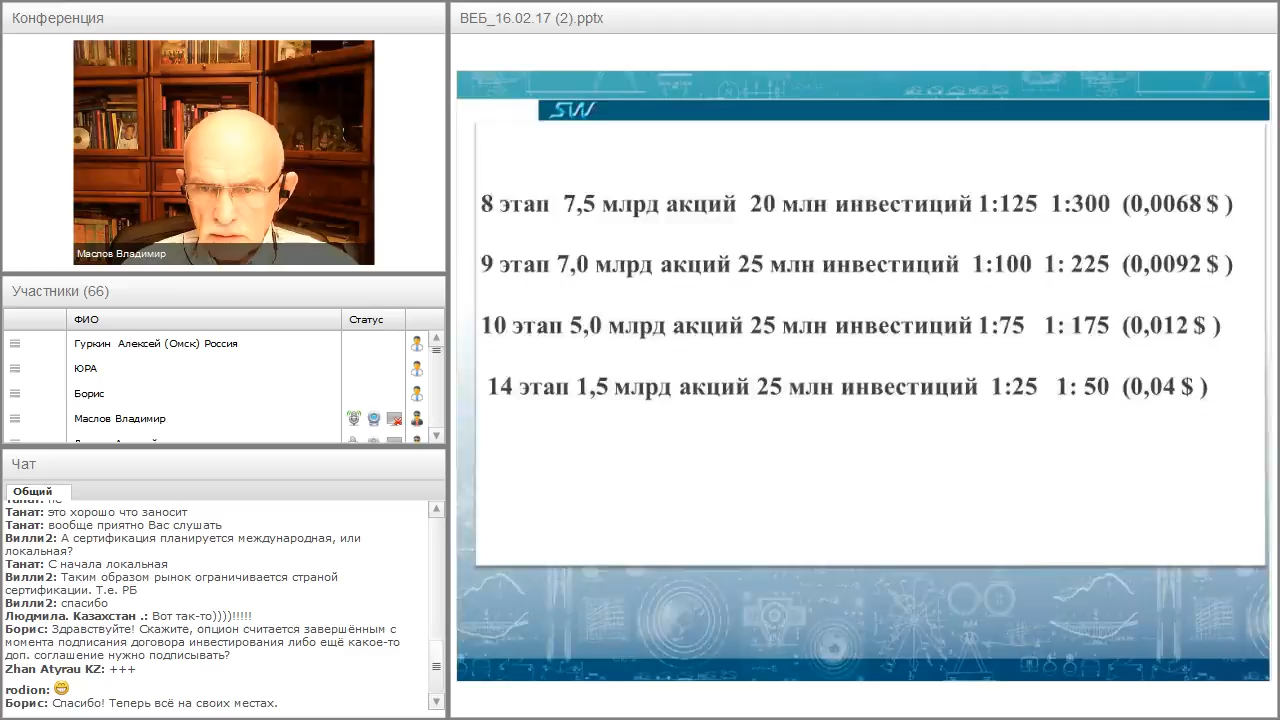 Конференция
Маслов Владимир
Участники (66)
ФИО
Статус
Гуркин Алексей (Омск) Россия
ЮРА
Борис
Маслов Владимир
Чат
Общий
Танат: это хорошо что заносит
Танат: вообще приятно Вас слушать
Вилли2: А сертификация планируется международная, или
локальная?
Танат: С начала локальная
Вилли2: Таким образом рынок ограничивается страной
сертификации. Т.е. РБ
Вилли2: спасибо
Людмила. Казахстан .: Вот так-то))))!!!!!
Борис: Здравствуйте! Скажите, опцион считается завершённым с
момента подписания договора инвестирования либо ещё какое-то
доп. соглашение нужно подписывать?
Zhan Atyrau KZ: +++
rodion:
Борис: Спасибо! Теперь всё на своих местах.
ВЕБ_16.02.17 (2).pptx
SW
8 этап 7,5 млрд акций 20 млн инвестиций 1:125 1:300 (0,0068 $ )
9 этап 7,0 млрд акций 25 млн инвестиций 1:100 1: 225 (0,0092 $ )
10 этап 5,0 млрд акций 25 млн инвестиций 1:75 1: 175 (0,012 $ )
14 этап 1,5 млрд акций 25 млн инвестиций 1:25 1: 50 (0,04 $ )